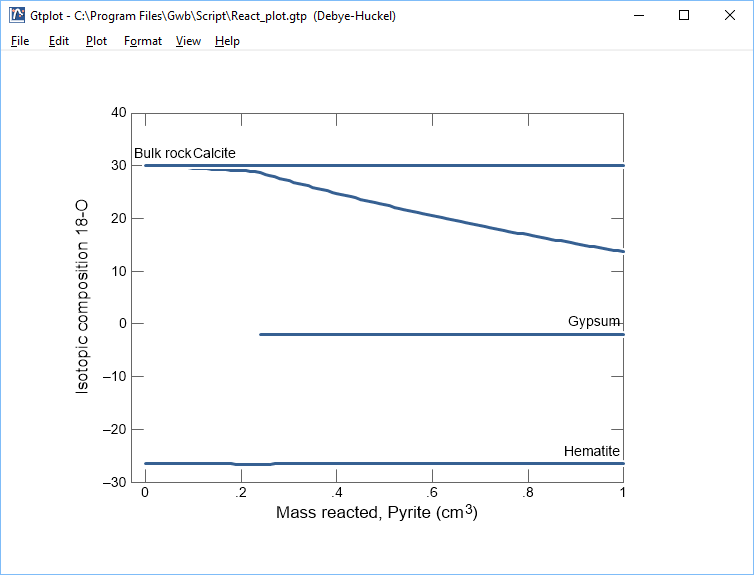 Gtplot - C:\Program Files\Gwb\Script\React_plot.gtp (Debye-Huckel)
File Edit Plot Format View Help
40
Bulk rock Calcite
30
20
10
Gypsum
0
–10
–20
Hematite
–30
Isotopic composition 18-O
0 .2 .4 .6 .8 1
Mass reacted, Pyrite (cm3)